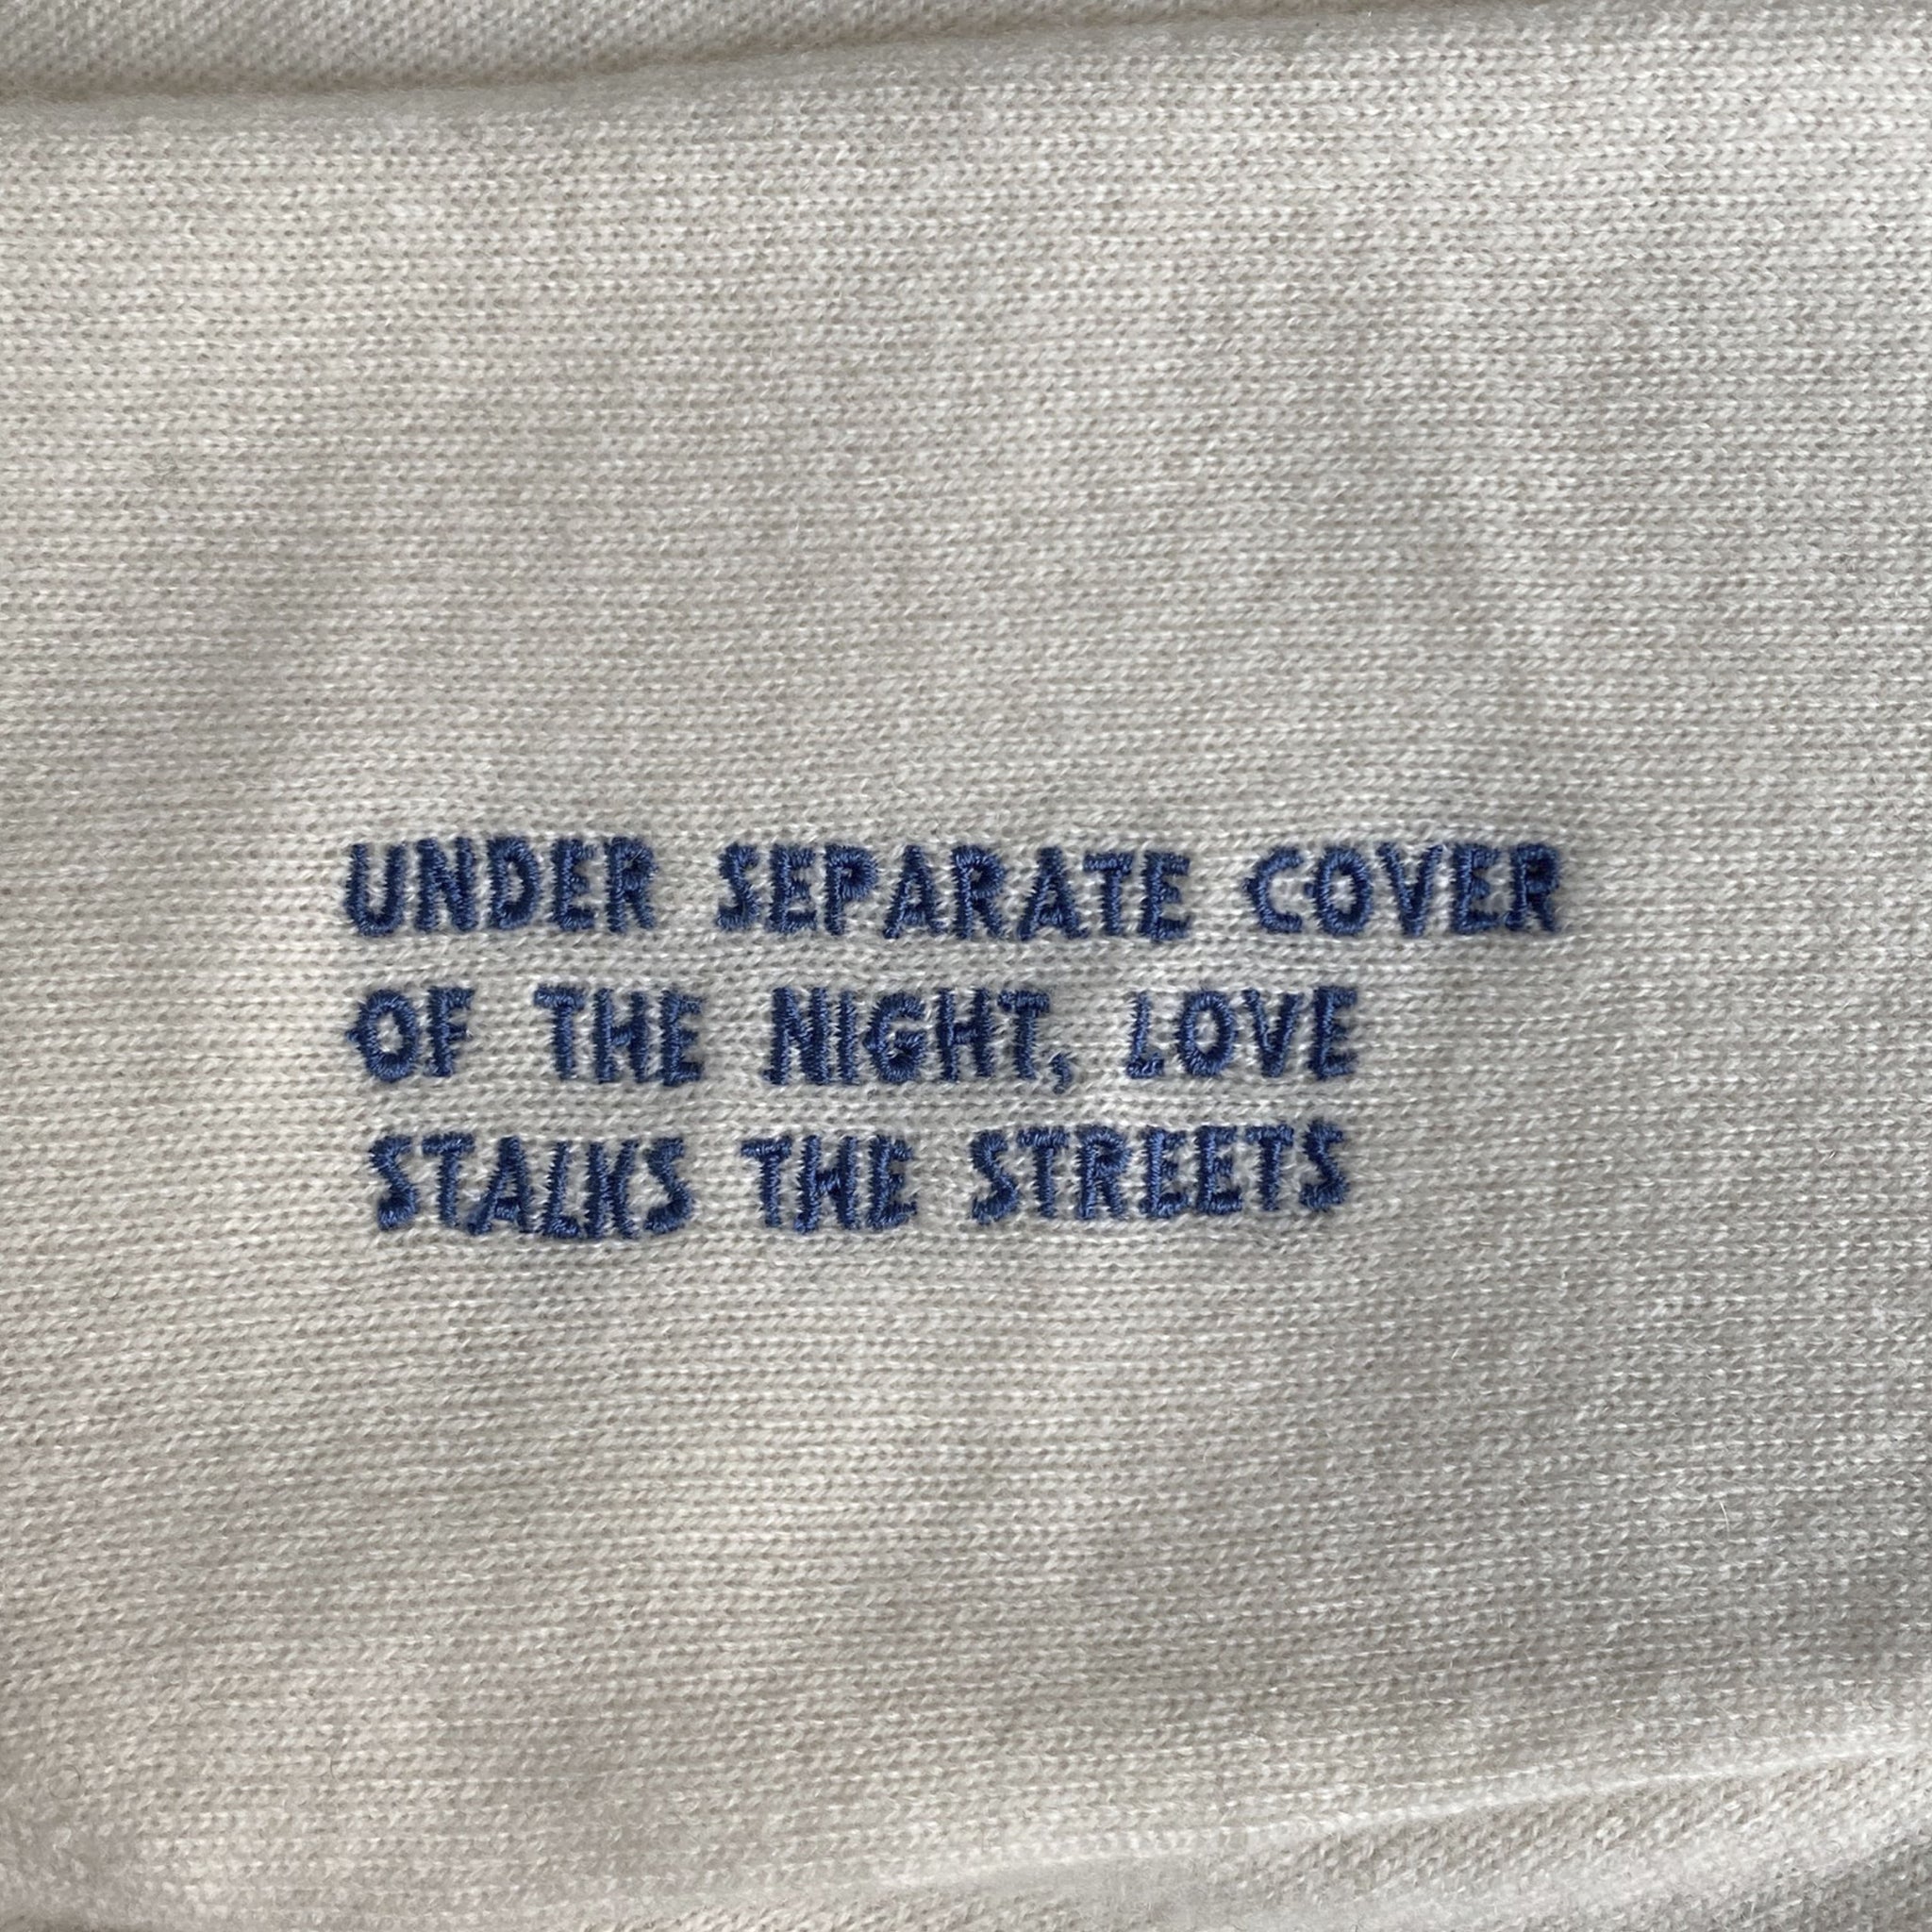 UNDER SEPARATE COVER
OF THE NIGHT, LOVE
STALKS THE STREETS